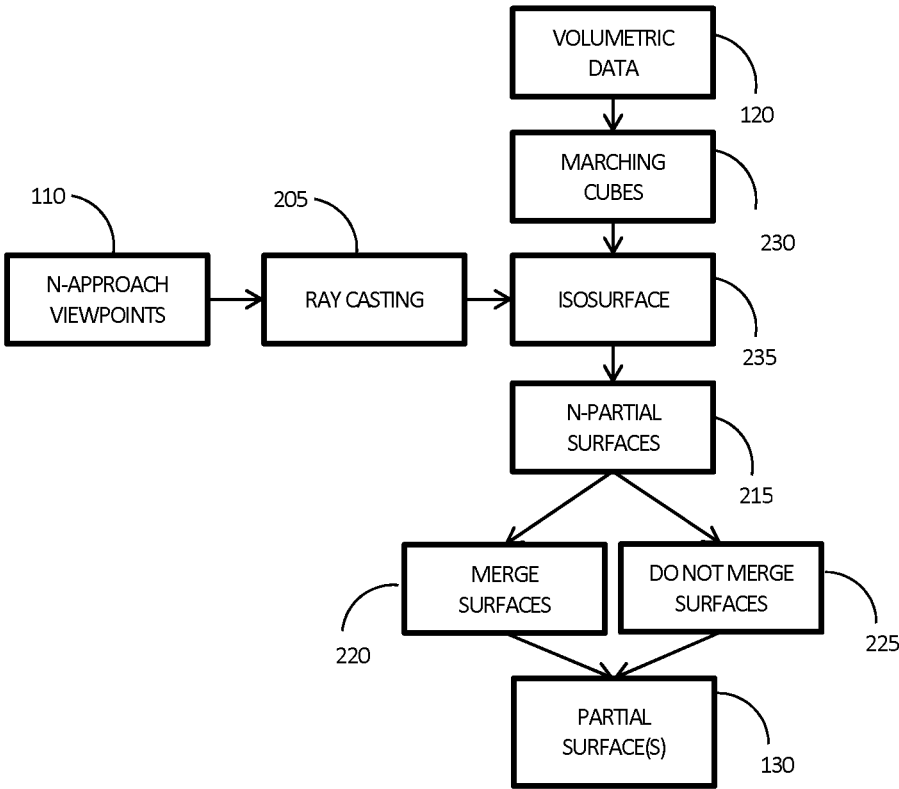 VOLUMETRIC
DATA
120
MARCHING
CUBES
230
110
205
N-APPROACH
VIEWPOINTS
RAY CASTING
ISOSURFACE
235
N-PARTIAL
SURFACES
215
MERGE
SURFACES
220
DO NOT MERGE
SURFACES
225
PARTIAL
SURFACE(S)
130